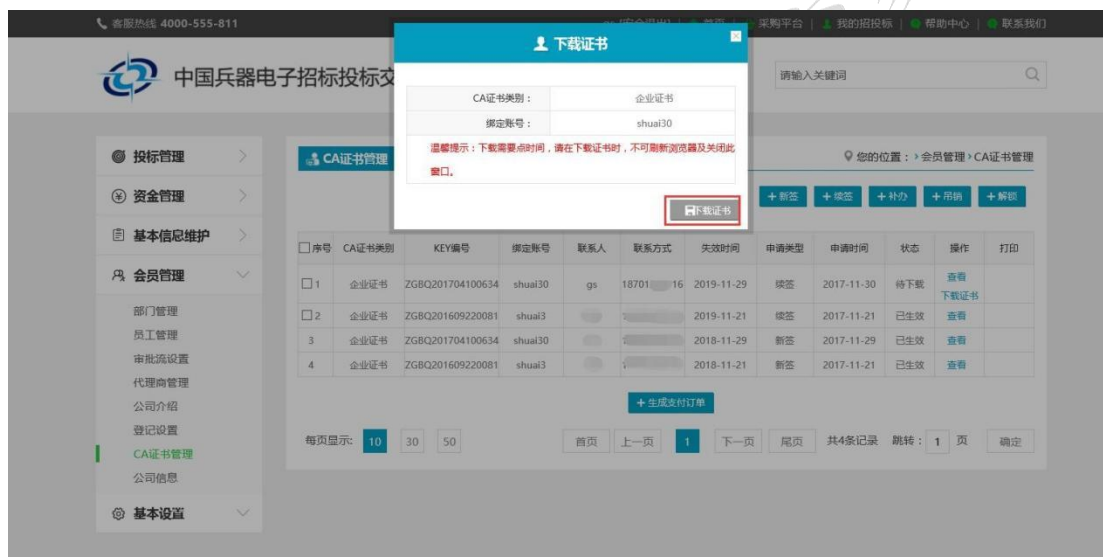 客服热线 4000-555-811
采购平台 | 我的招投标 | 帮助中心 | 联系我们
中国兵器电子招标投标交
请输入关键词
下载证书
CA证书类别： 企业证书
绑定账号： shuai30
温馨提示：下载需要点时间，请在下载证书时，不可刷新浏览器及关闭此
窗口。
下载证书
投标管理
资金管理
基本信息维护
会员管理
部门管理
员工管理
审批流设置
代理商管理
公司介绍
登记设置
CA证书管理
公司信息
基本设置
CA证书管理
您的位置：›会员管理›CA证书管理
+新签 +续签 +补办 +吊销 +解锁
序号 CA证书类别 KEY编号 绑定账号 联系人 联系方式 失效时间 申请类型 申请时间 状态 操作 打印
1 企业证书 ZGBQ201704100634 shuai30 gs 18701 16 2019-11-29 续签 2017-11-30 待下载 查看
下载证书
2 企业证书 ZGBQ201609220081 shuai3 2019-11-21 续签 2017-11-21 已生效 查看
3 企业证书 ZGBQ201704100634 shuai30 2018-11-29 新签 2017-11-29 已生效 查看
4 企业证书 ZGBQ201609220081 shuai3 2018-11-21 新签 2017-11-21 已生效 查看
+生成支付订单
每页显示: 10 30 50 首页 上一页 1 下一页 尾页 共4条记录 跳转： 1 页 确定